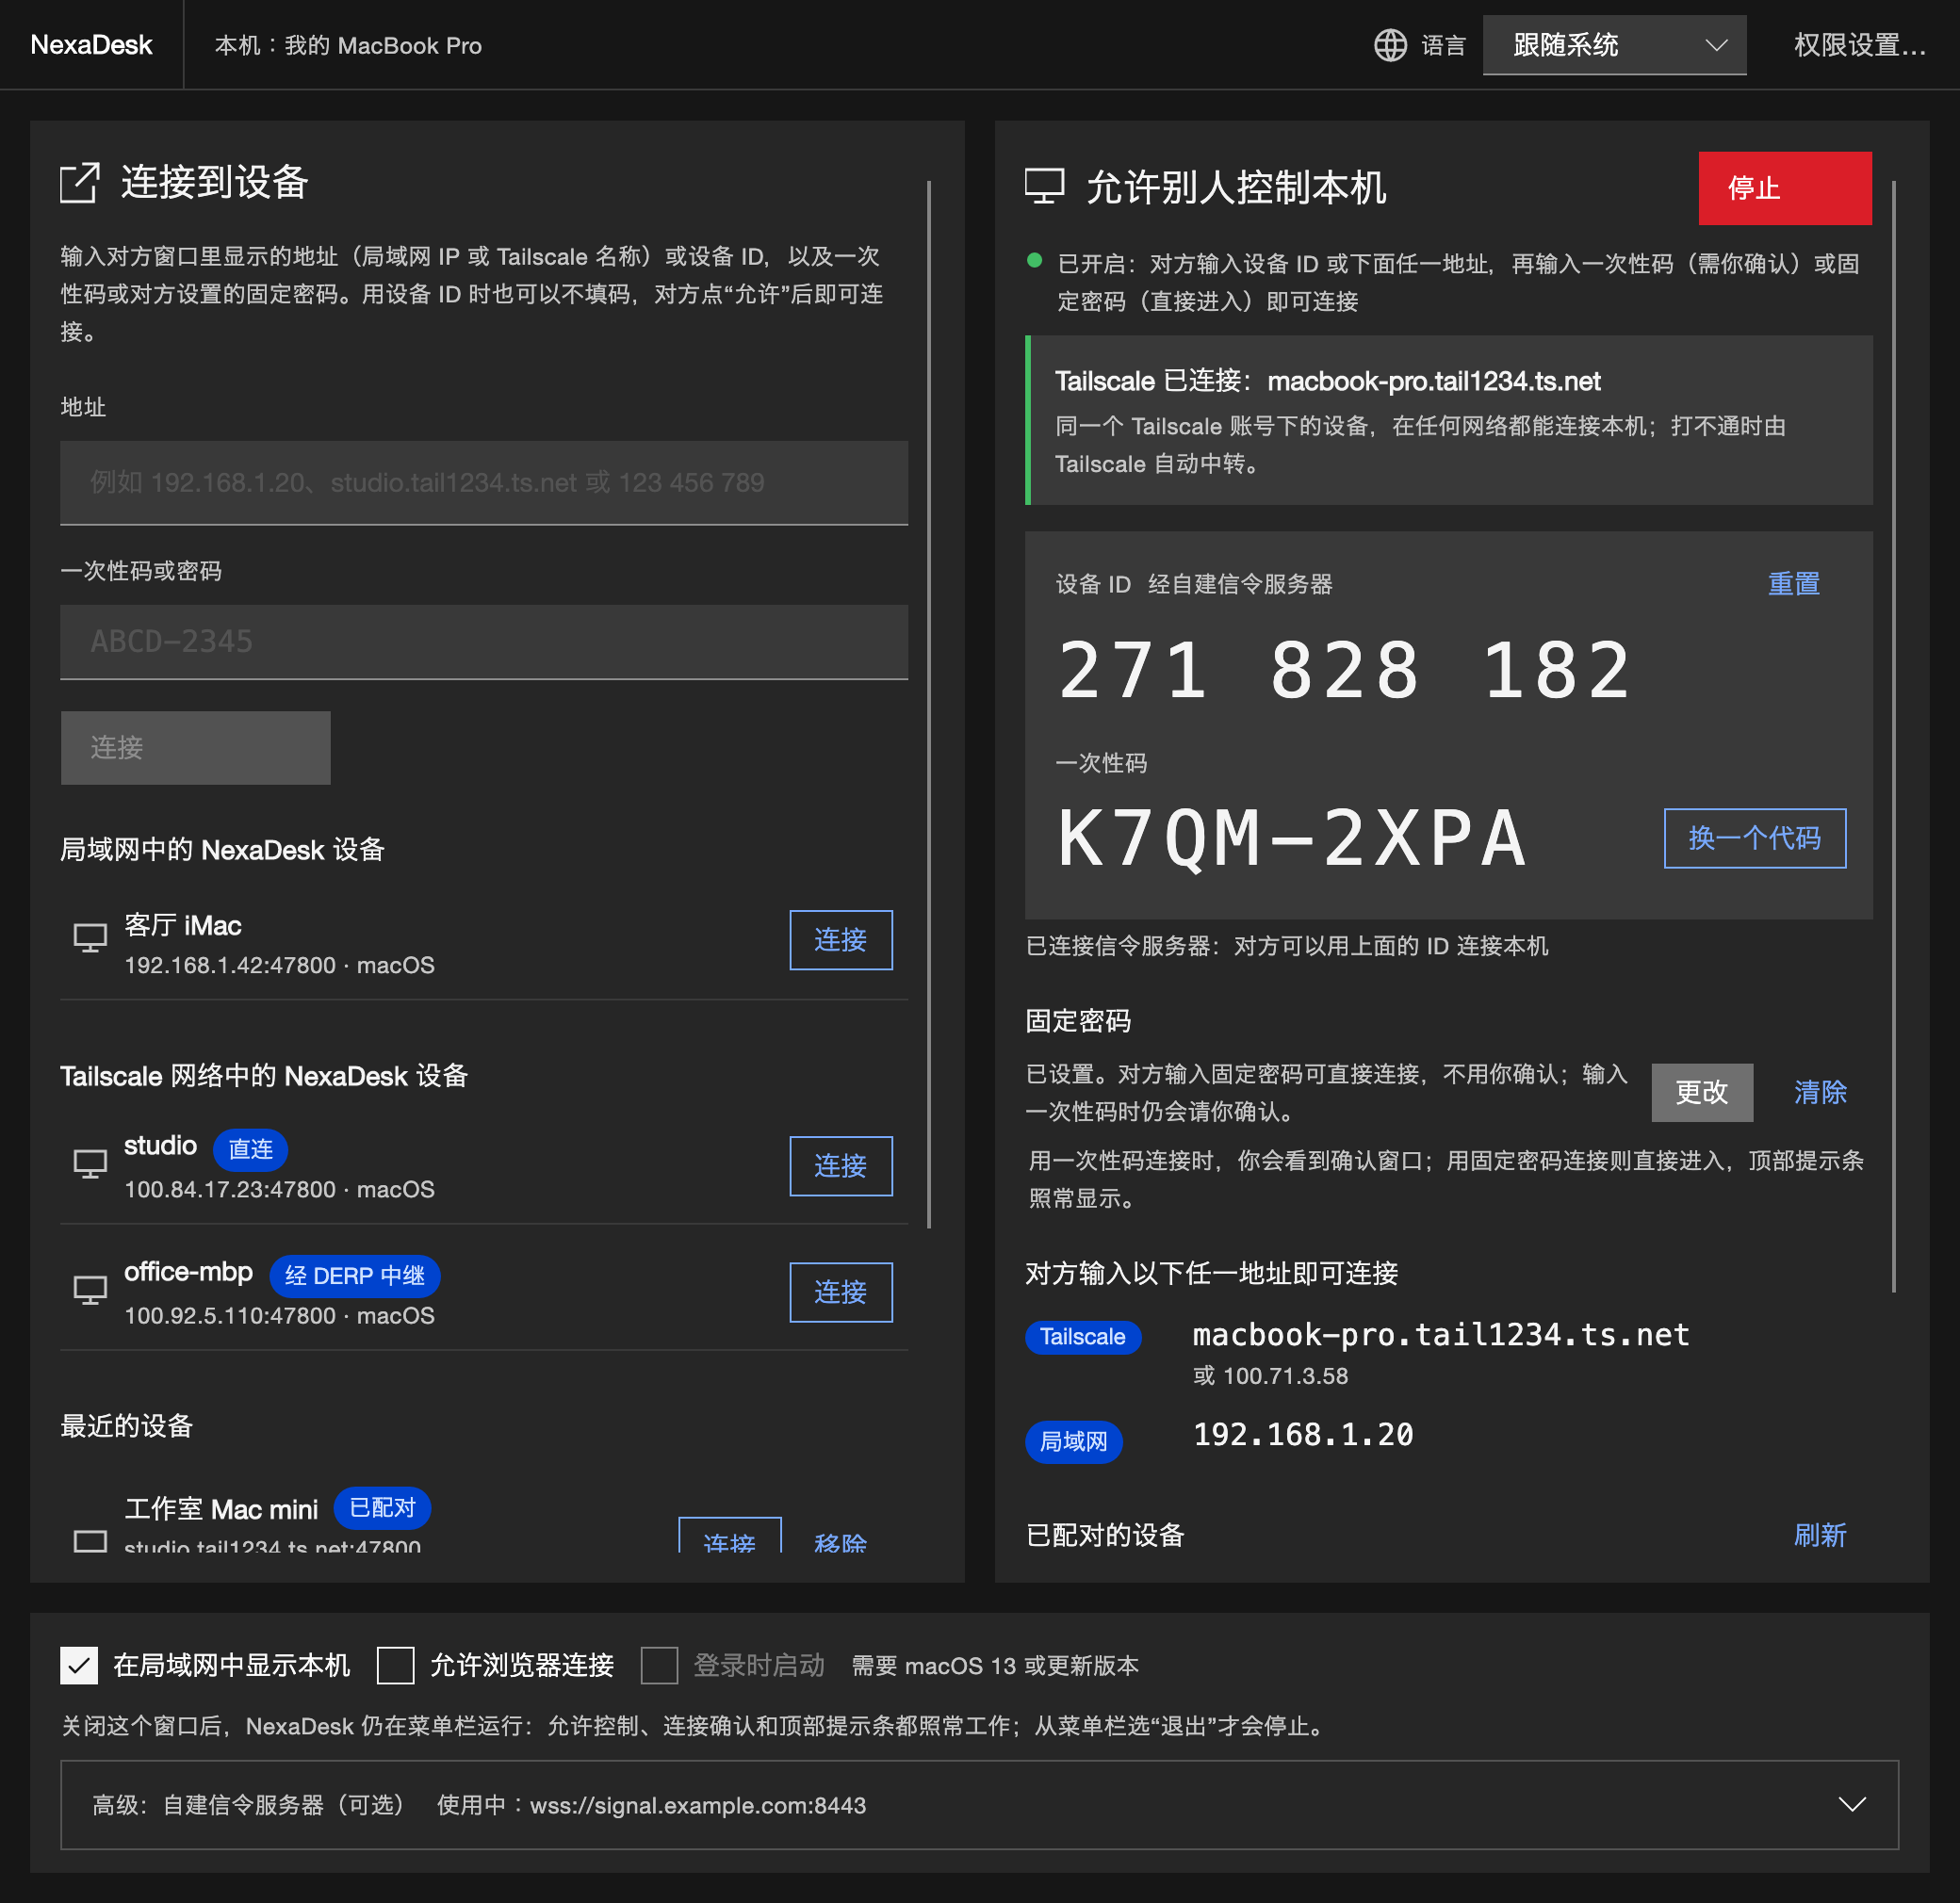 NexaDesk
本机：我的 MacBook Pro
语言
跟随系统
权限设置...
连接到设备
输入对方窗口里显示的地址（局域网 IP 或 Tailscale 名称）或设备 ID，以及一次
性码或对方设置的固定密码。用设备 ID 时也可以不填码，对方点“允许”后即可连
接。
地址
例如 192.168.1.20、studio.tail1234.ts.net 或 123 456 789
一次性码或密码
ABCD-2345
连接
局域网中的 NexaDesk 设备
客厅 iMac
192.168.1.42:47800 · macOS
连接
Tailscale 网络中的 NexaDesk 设备
studio 直连
100.84.17.23:47800 · macOS
连接
office-mbp 经 DERP 中继
100.92.5.110:47800 · macOS
连接
最近的设备
工作室 Mac mini 已配对
studio.tail1234.ts.net:47800
连接 移除
允许别人控制本机
停止
已开启：对方输入设备 ID 或下面任一地址，再输入一次性码（需你确认）或固
定密码（直接进入）即可连接
Tailscale 已连接：macbook-pro.tail1234.ts.net
同一个 Tailscale 账号下的设备，在任何网络都能连接本机；打不通时由
Tailscale 自动中转。
设备 ID 经自建信令服务器
重置
271 828 182
一次性码
K7QM-2XPA
换一个代码
已连接信令服务器：对方可以用上面的 ID 连接本机
固定密码
已设置。对方输入固定密码可直接连接，不用你确认；输入
一次性码时仍会请你确认。
更改 清除
用一次性码连接时，你会看到确认窗口；用固定密码连接则直接进入，顶部提示条
照常显示。
对方输入以下任一地址即可连接
Tailscale macbook-pro.tail1234.ts.net
或 100.71.3.58
局域网 192.168.1.20
已配对的设备
刷新
在局域网中显示本机 允许浏览器连接 登录时启动 需要 macOS 13 或更新版本
关闭这个窗口后，NexaDesk 仍在菜单栏运行：允许控制、连接确认和顶部提示条都照常工作；从菜单栏选“退出”才会停止。
高级：自建信令服务器（可选） 使用中：wss://signal.example.com:8443